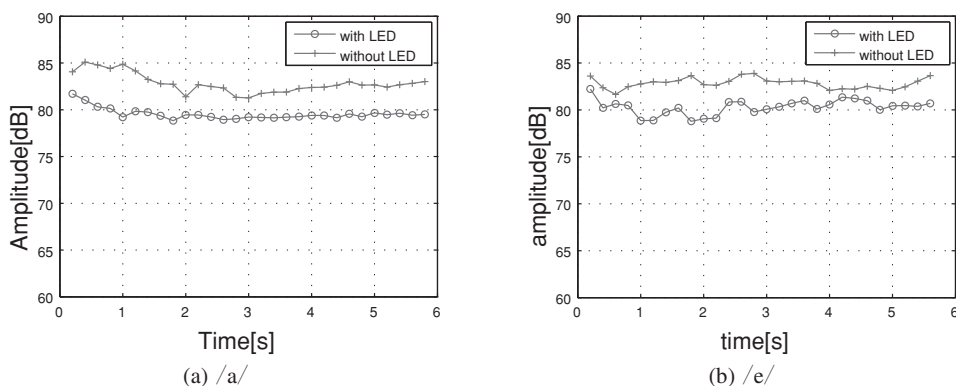 90
85
80
75
70
65
60
Amplitude[dB]
with LED
without LED
0 1 2 3 4 5 6
Time[s]
(a) /a/
90
85
80
75
70
65
60
amplitude[dB]
with LED
without LED
0 1 2 3 4 5 6
time[s]
(b) /e/